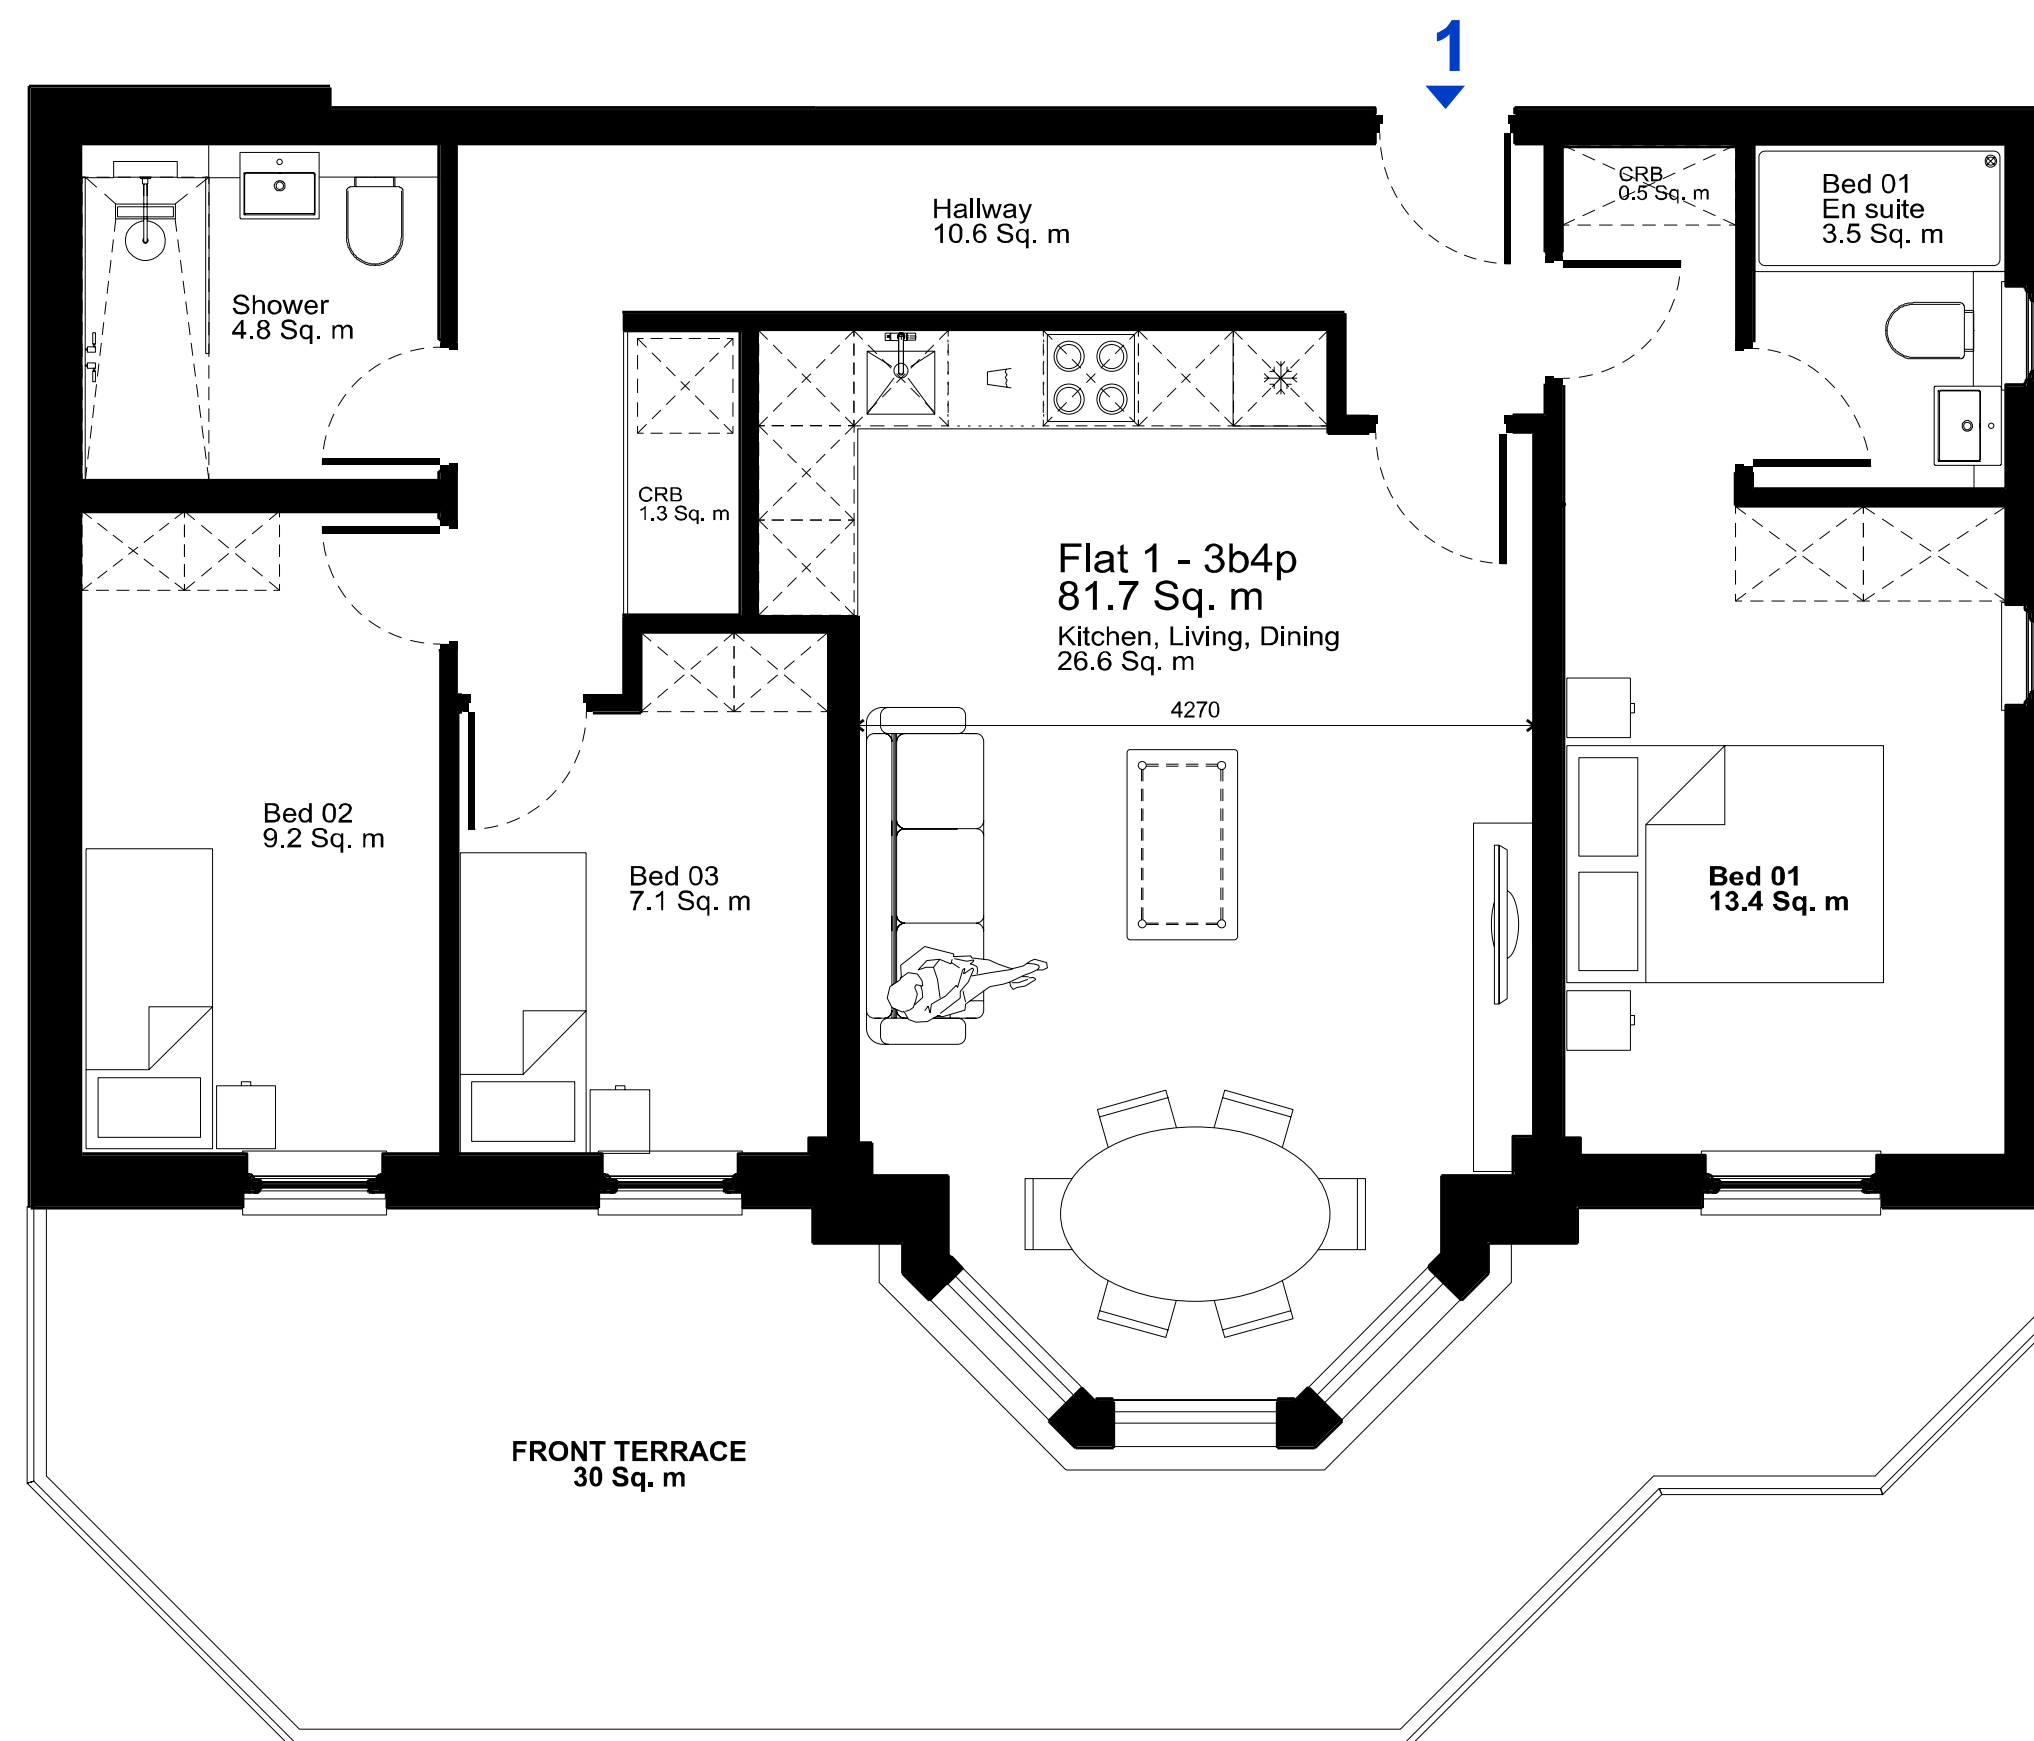 1
Hallway
10.6 Sq. m
CRB
0.5 Sq. m
Bed 01
En suite
3.5 Sq. m
Shower
4.8 Sq. m
CRB
1.3 Sq. m
Flat 1 - 3b4p
81.7 Sq. m
Kitchen, Living, Dining
26.6 Sq. m
4270
Bed 02
9.2 Sq. m
Bed 03
7.1 Sq. m
Bed 01
13.4 Sq. m
FRONT TERRACE
30 Sq. m